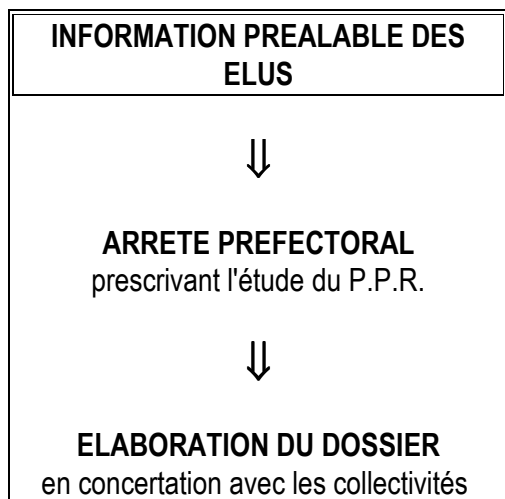 INFORMATION PREALABLE DES
ELUS
⇓
ARRETE PREFECTORAL
prescrivant l'étude du P.P.R.
⇓
ELABORATION DU DOSSIER
en concertation avec les collectivités